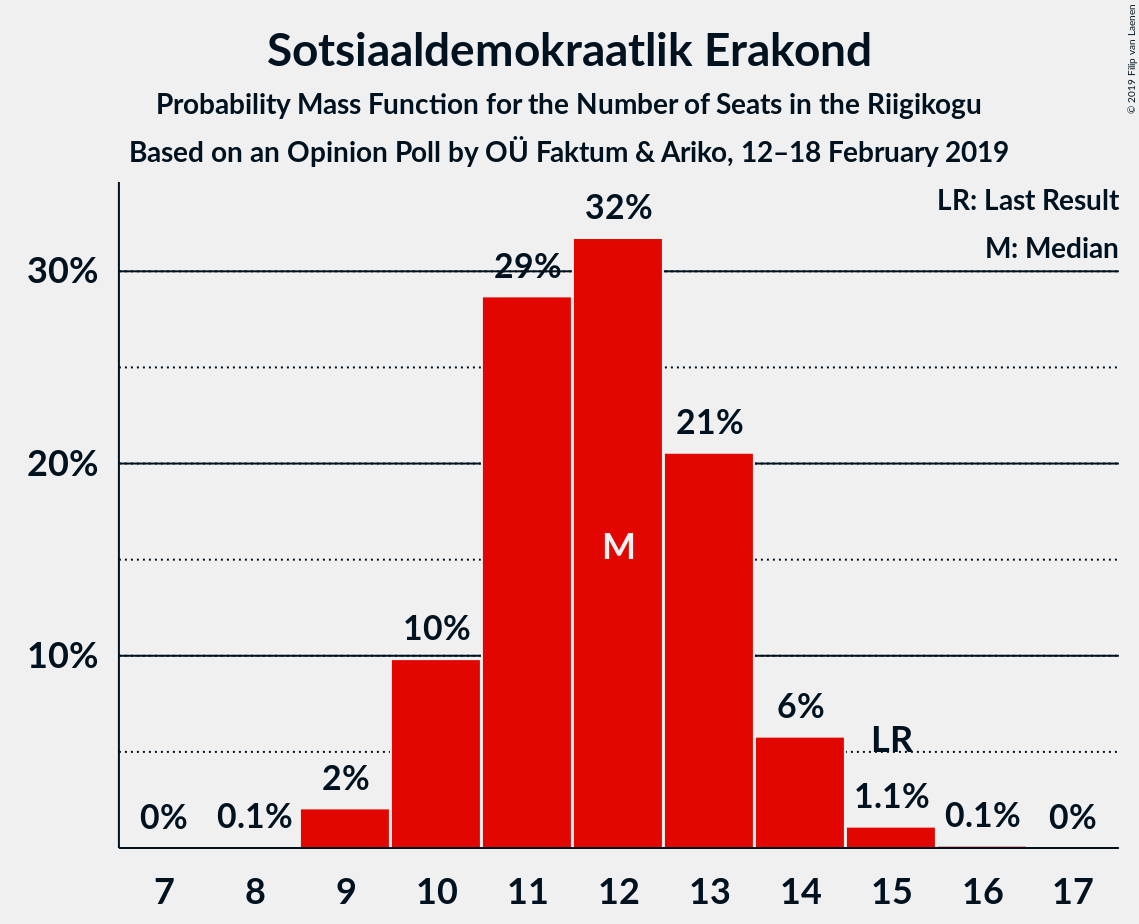 Sotsiaaldemokraatlik Erakond
Probability Mass Function for the Number of Seats in the Riigikogu
Based on an Opinion Poll by OÜ Faktum & Ariko, 12–18 February 2019
© 2019 Filip van Laenen
LR: Last Result
M: Median
30%
20%
10%
0%
0.1%
2%
10%
29%
32%
M
21%
6%
LR
1.1%
0.1%
0%
7 8 9 10 11 12 13 14 15 16 17